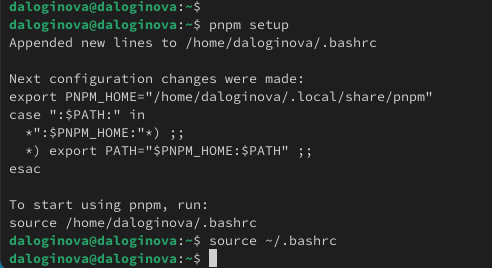 daloginova@daloginova:~$
daloginova@daloginova:~$ pnpm setup
Appended new lines to /home/daloginova/.bashrc

Next configuration changes were made:
export PNPM_HOME="/home/daloginova/.local/share/pnpm"
case ":$PATH:" in
  *":$PNPM_HOME:"*) ;;
  *) export PATH="$PNPM_HOME:$PATH" ;;
esac

To start using pnpm, run:
source /home/daloginova/.bashrc
daloginova@daloginova:~$ source ~/.bashrc
daloginova@daloginova:~$